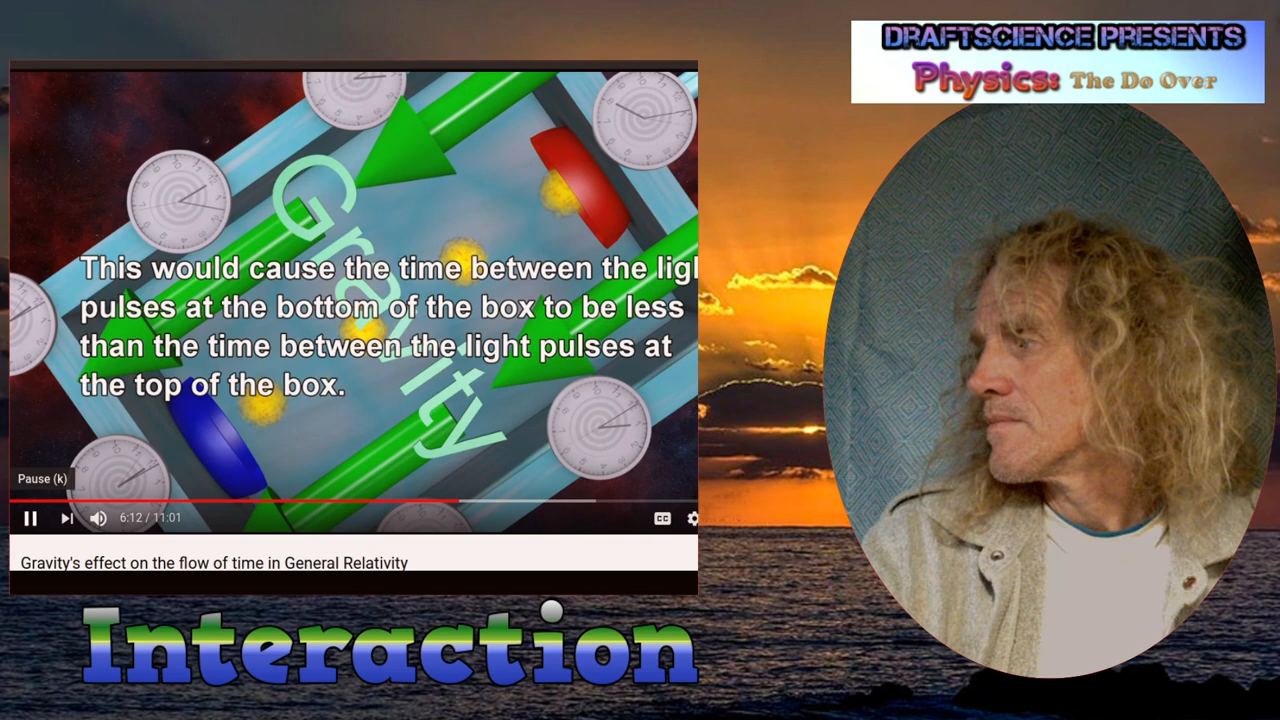 DRAFTSCIENCE PRESENTS
Physics: The Do Over
Gravity
This would cause the time between the ligh
pulses at the bottom of the box to be less
than the time between the light pulses at
the top of the box.
Pause (k)
6:12 / 11:01
CC
Gravity's effect on the flow of time in General Relativity
Interaction